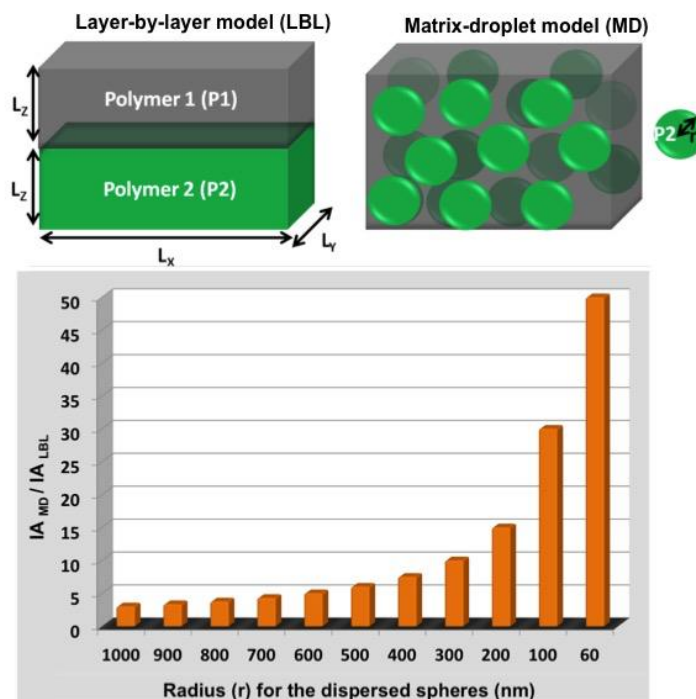 Layer-by-layer model (LBL)
Matrix-droplet model (MD)
Polymer 1 (P1)
Polymer 2 (P2)
LZ
LZ
LY
LX
P2
r
50
45
40
35
30
25
20
15
10
5
0
IA MD / IA LBL
1000 900 800 700 600 500 400 300 200 100 60
Radius (r) for the dispersed spheres (nm)